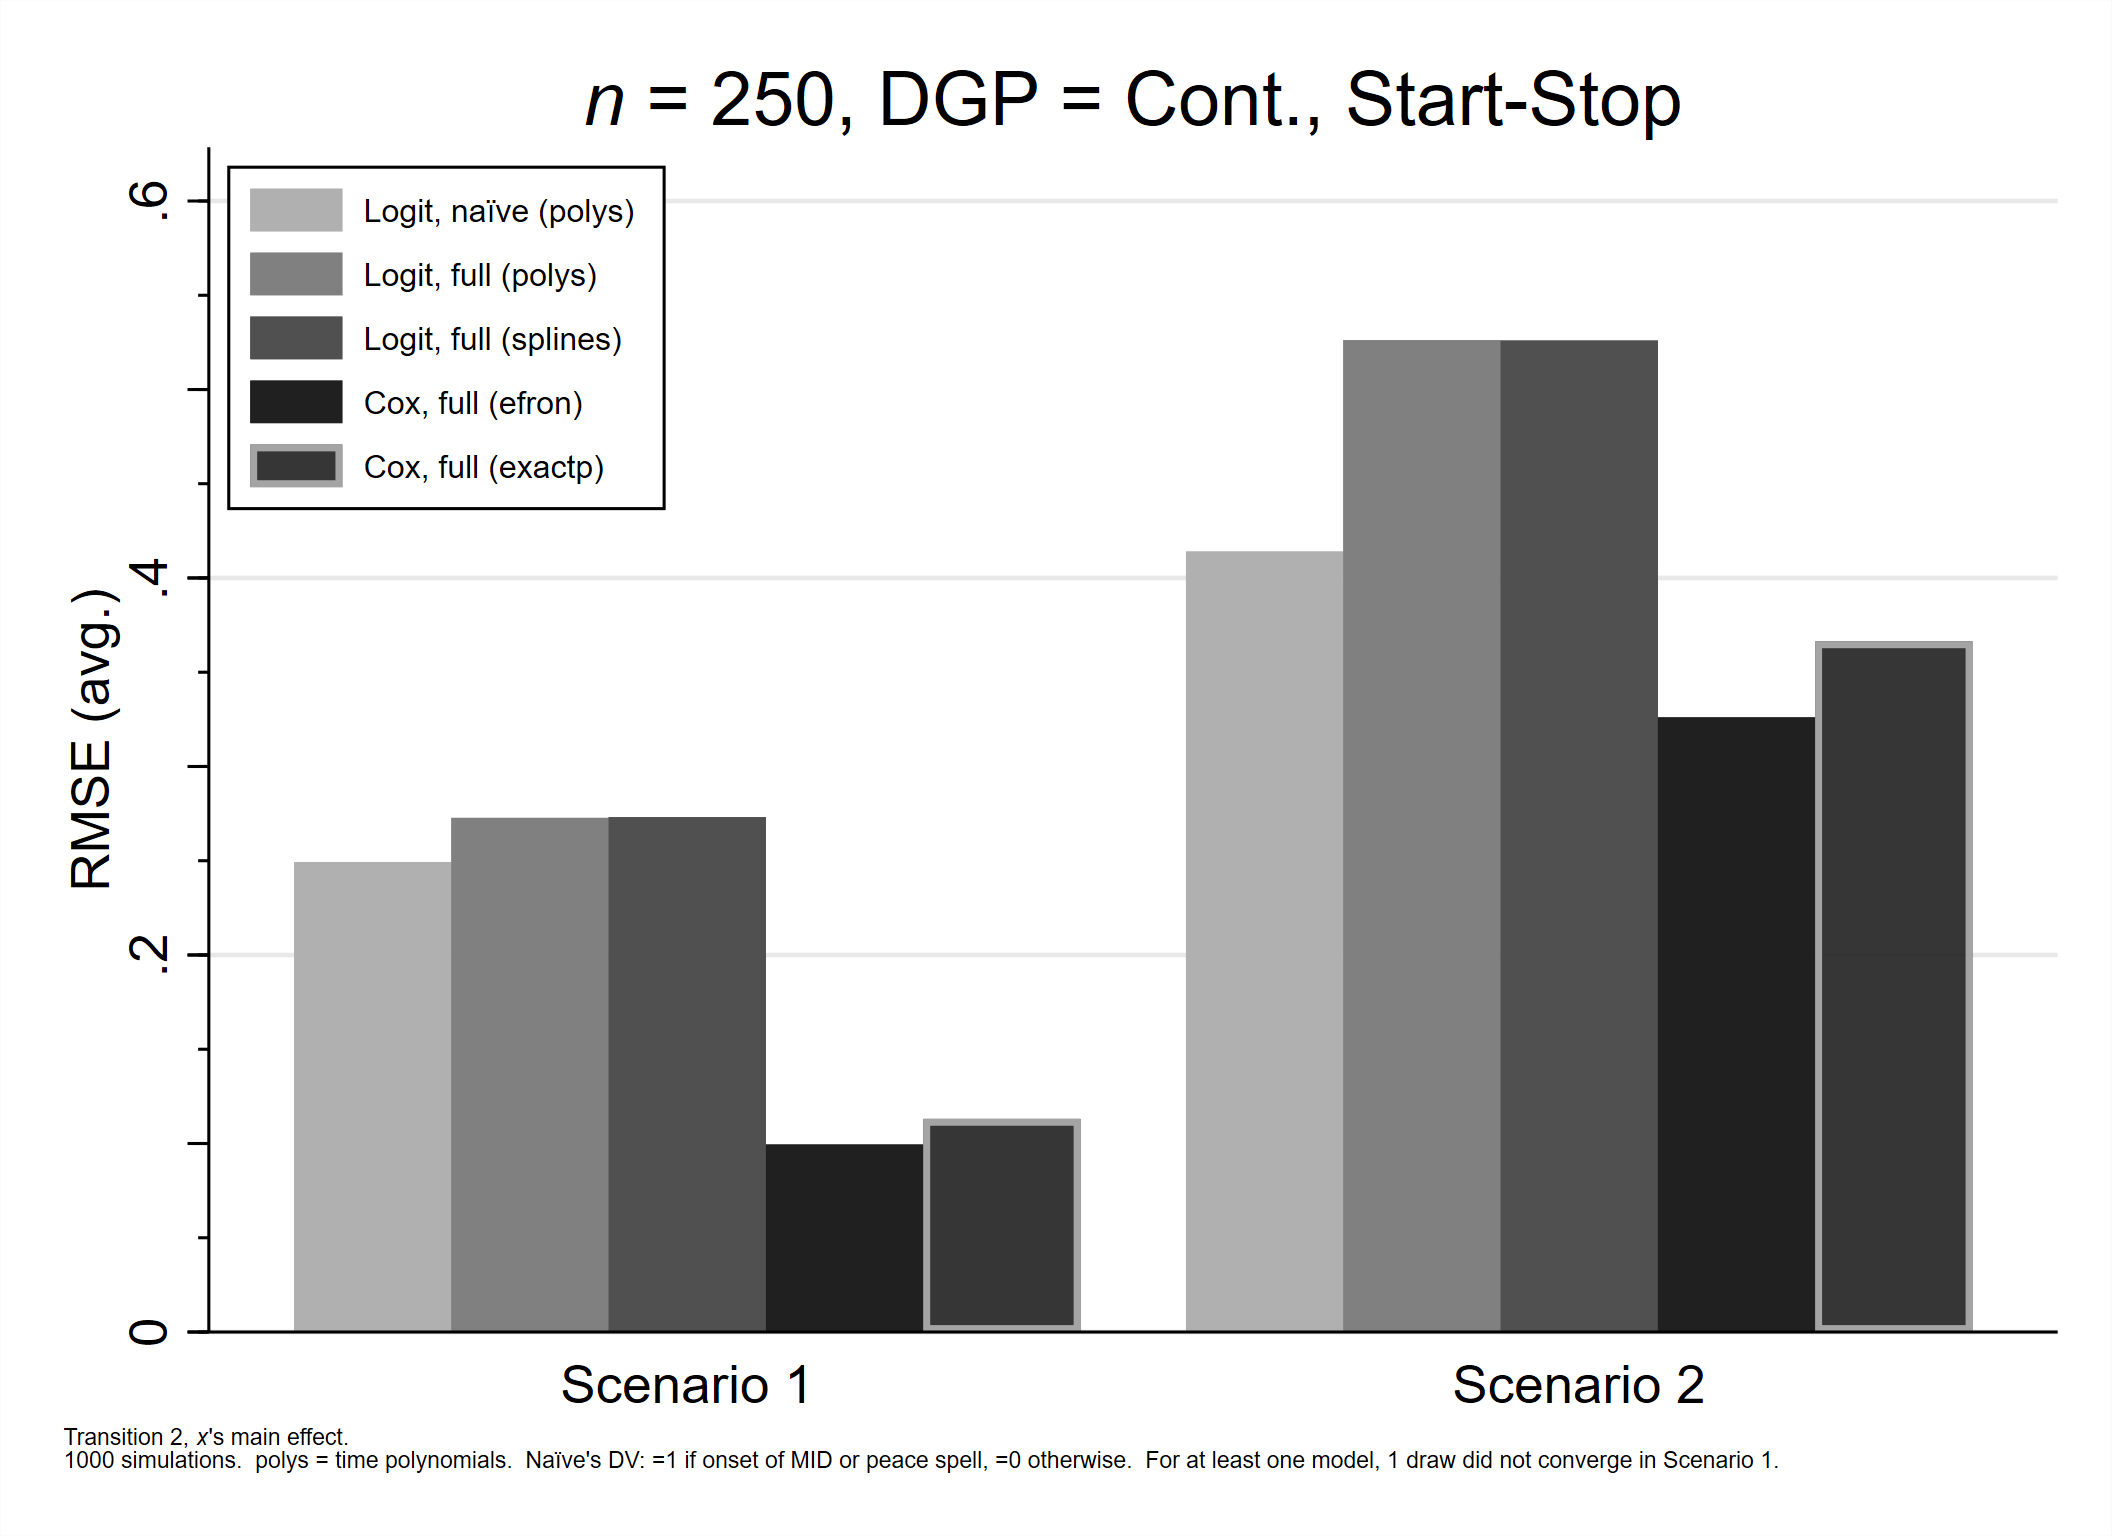 n = 250, DGP = Cont., Start-Stop
Logit, naïve (polys)
Logit, full (polys)
Logit, full (splines)
Cox, full (efron)
Cox, full (exactp)
RMSE (avg.)
.6
.4
.2
0
Scenario 1
Scenario 2
Transition 2, x's main effect.
1000 simulations.  polys = time polynomials.  Naïve's DV: =1 if onset of MID or peace spell, =0 otherwise.  For at least one model, 1 draw did not converge in Scenario 1.